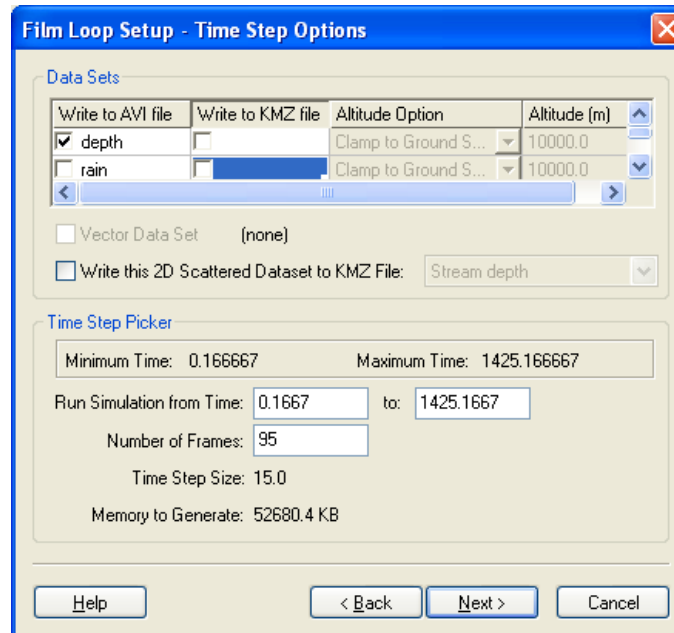 Film Loop Setup - Time Step Options
Data Sets
Write to AVI file Write to KMZ file Altitude Option Altitude (m)
depth Clamp to Ground S... 10000.0
rain Clamp to Ground S... 10000.0
Vector Data Set (none)
Write this 2D Scattered Dataset to KMZ File: Stream depth
Time Step Picker
Minimum Time: 0.166667 Maximum Time: 1425.166667
Run Simulation from Time: 0.1667 to: 1425.1667
Number of Frames: 95
Time Step Size: 15.0
Memory to Generate: 52680.4 KB
Help < Back Next > Cancel